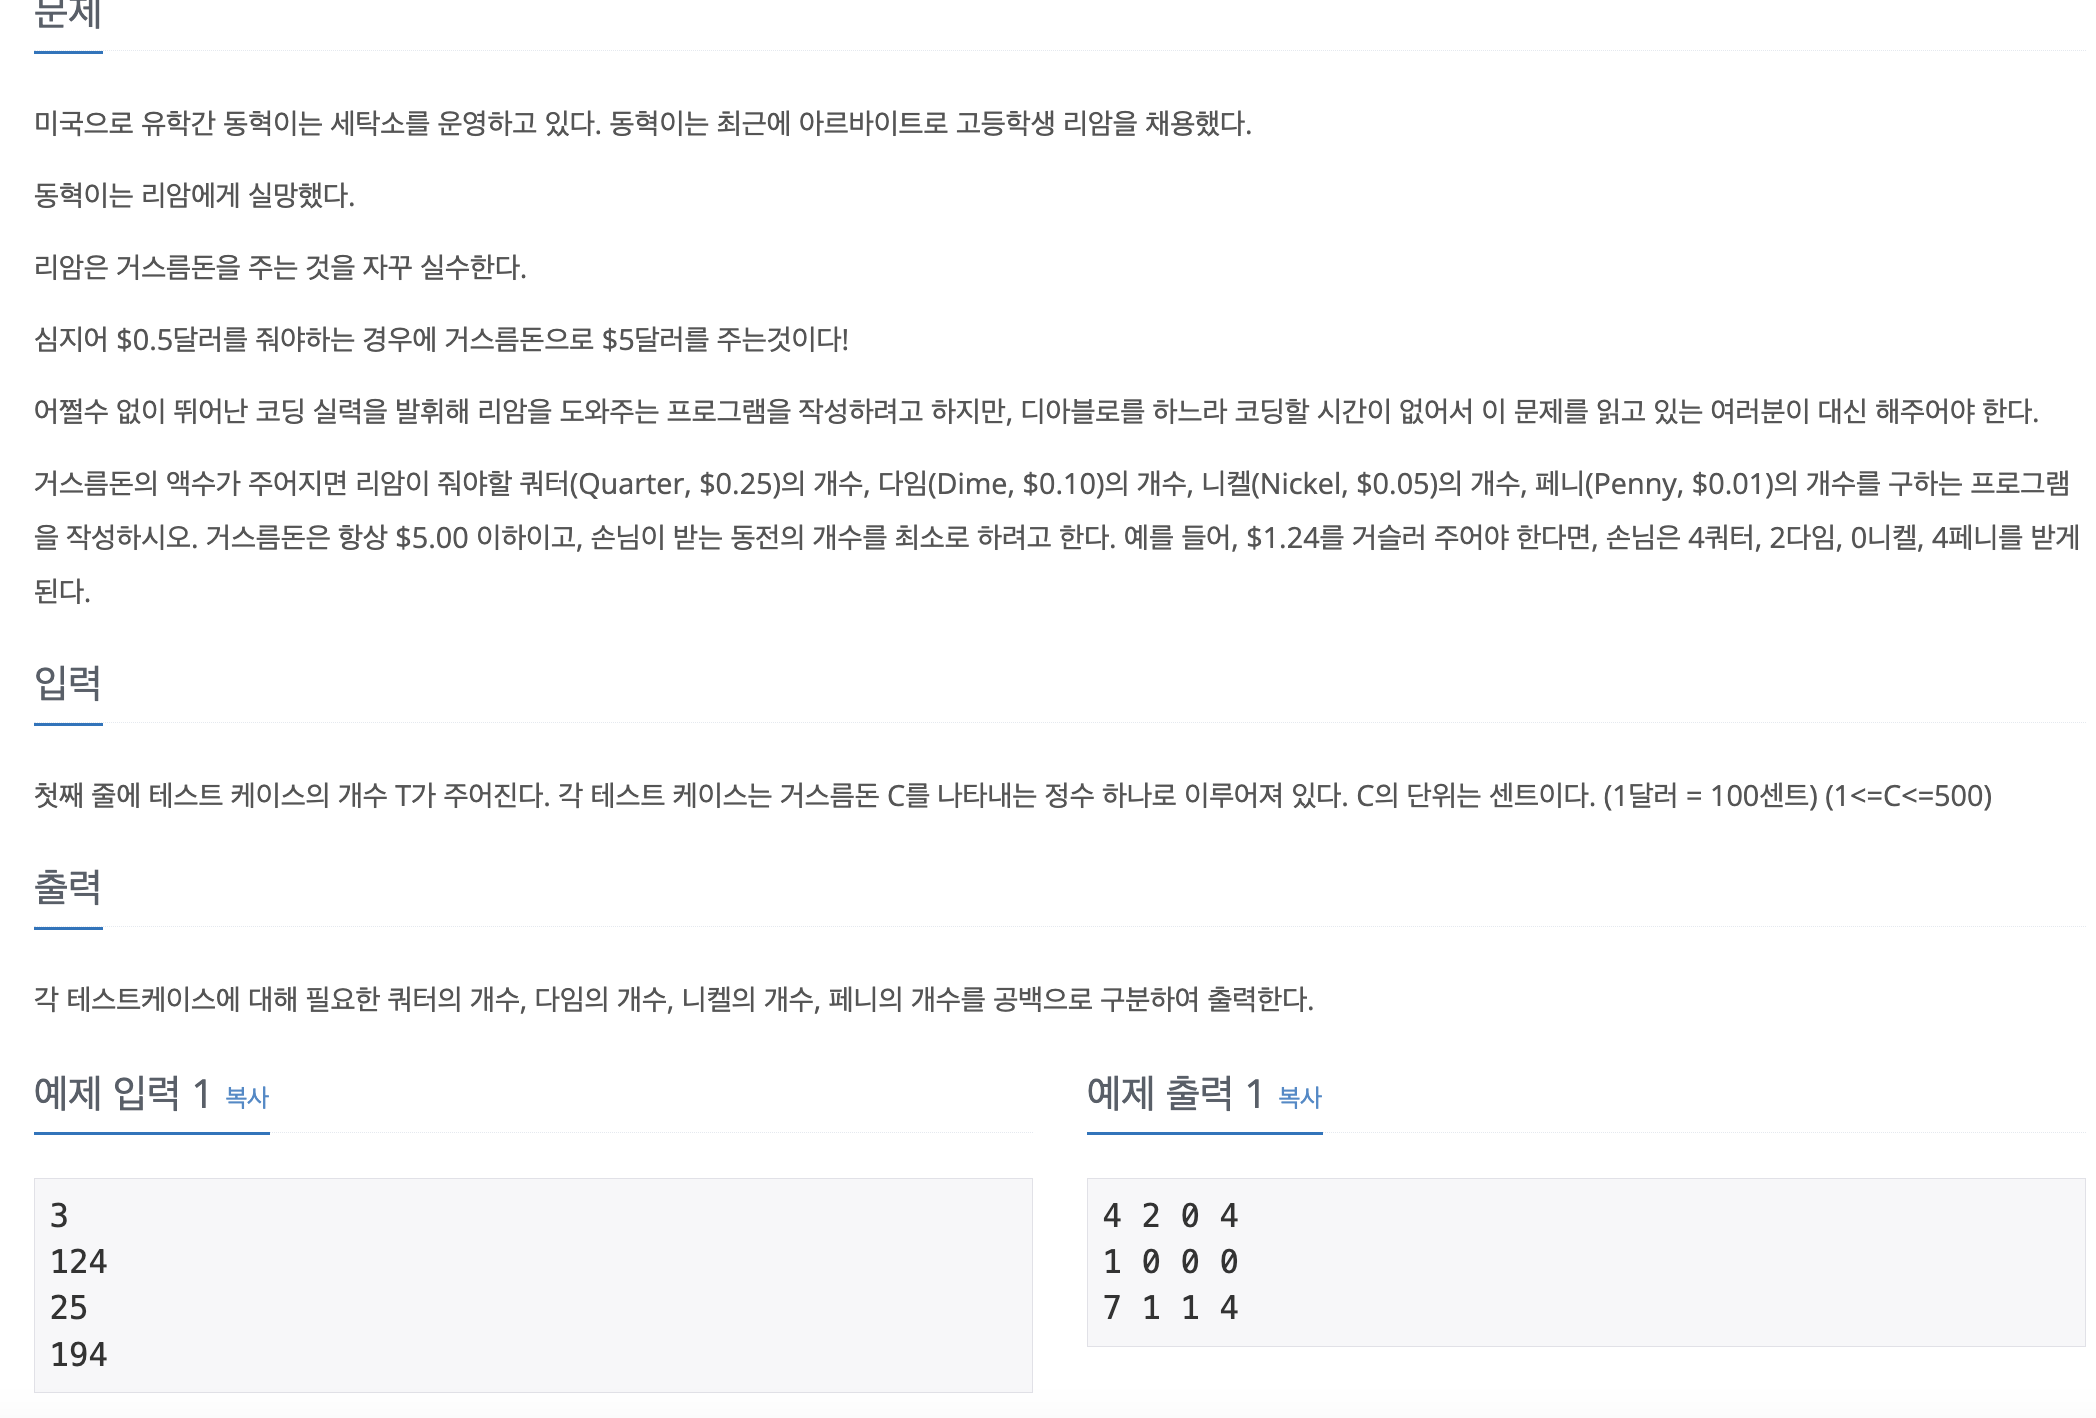 문제
미국으로 유학간 동혁이는 세탁소를 운영하고 있다. 동혁이는 최근에 아르바이트로 고등학생 리암을 채용했다.
동혁이는 리암에게 실망했다.
리암은 거스름돈을 주는 것을 자꾸 실수한다.
심지어 $0.5달러를 줘야하는 경우에 거스름돈으로 $5달러를 주는것이다!
어쩔수 없이 뛰어난 코딩 실력을 발휘해 리암을 도와주는 프로그램을 작성하려고 하지만, 디아블로를 하느라 코딩할 시간이 없어서 이 문제를 읽고 있는 여러분이 대신 해주어야 한다.
거스름돈의 액수가 주어지면 리암이 줘야할 쿼터(Quarter, $0.25)의 개수, 다임(Dime, $0.10)의 개수, 니켈(Nickel, $0.05)의 개수, 페니(Penny, $0.01)의 개수를 구하는 프로그램
을 작성하시오. 거스름돈은 항상 $5.00 이하이고, 손님이 받는 동전의 개수를 최소로 하려고 한다. 예를 들어, $1.24를 거슬러 주어야 한다면, 손님은 4쿼터, 2다임, 0니켈, 4페니를 받게
된다.
입력
첫째 줄에 테스트 케이스의 개수 T가 주어진다. 각 테스트 케이스는 거스름돈 C를 나타내는 정수 하나로 이루어져 있다. C의 단위는 센트이다. (1달러 = 100센트) (1<=C<=500)
출력
각 테스트케이스에 대해 필요한 쿼터의 개수, 다임의 개수, 니켈의 개수, 페니의 개수를 공백으로 구분하여 출력한다.
예제 입력 1 복사
3
124
25
194
예제 출력 1 복사
4 2 0 4
1 0 0 0
7 1 1 4